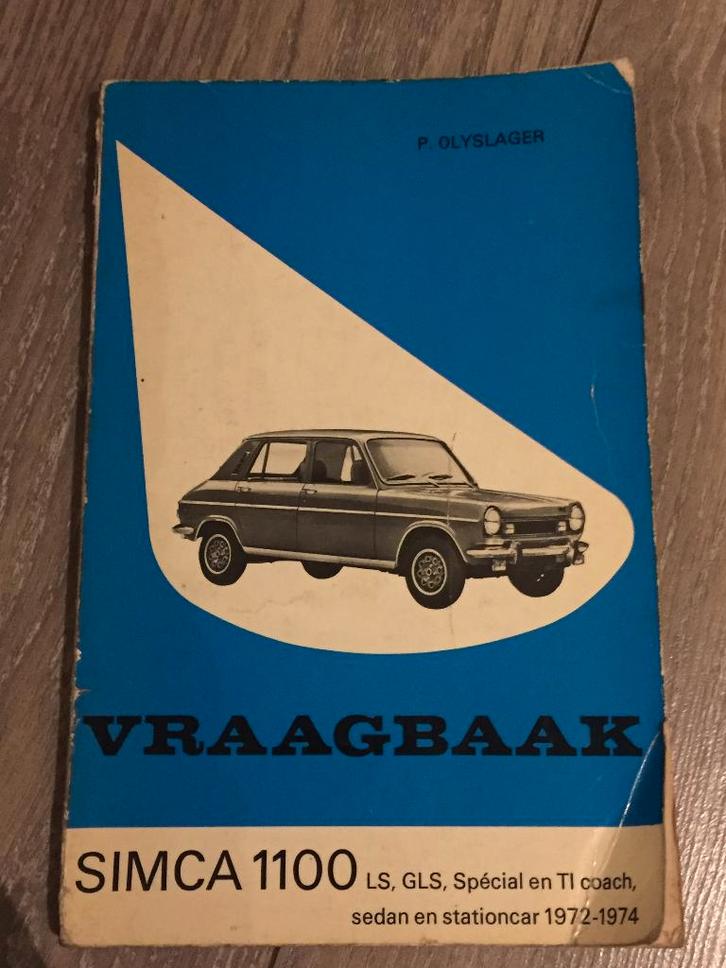 P. OLYSLAGER
VRAAGBAAK
SIMCA 1100 LS, GLS, Spécial en TI coach,
sedan en stationcar 1972-1974